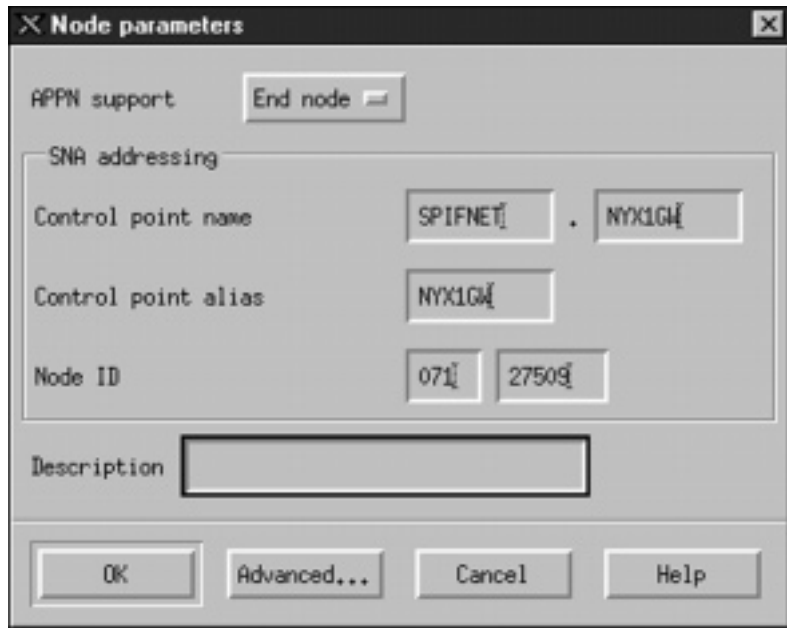 Node parameters
APPN support End node
SNA addressing
Control point name SPIFNET . NYX1GW
Control point alias NYX1GW
Node ID 071 27509
Description
OK Advanced... Cancel Help